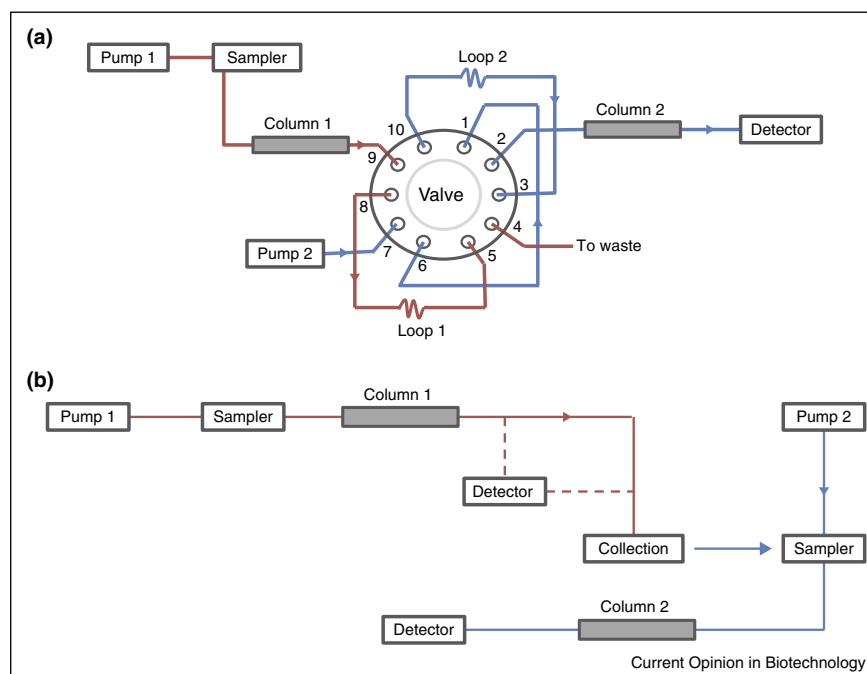 (a)
Pump 1
Sampler
Loop 2
Column 1
Column 2
Detector
10
1
2
9
3
8
Valve
4
7
6
5
Pump 2
To waste
Loop 1
(b)
Column 1
Pump 1
Sampler
Pump 2
Detector
Collection
Sampler
Column 2
Detector
Current Opinion in Biotechnology